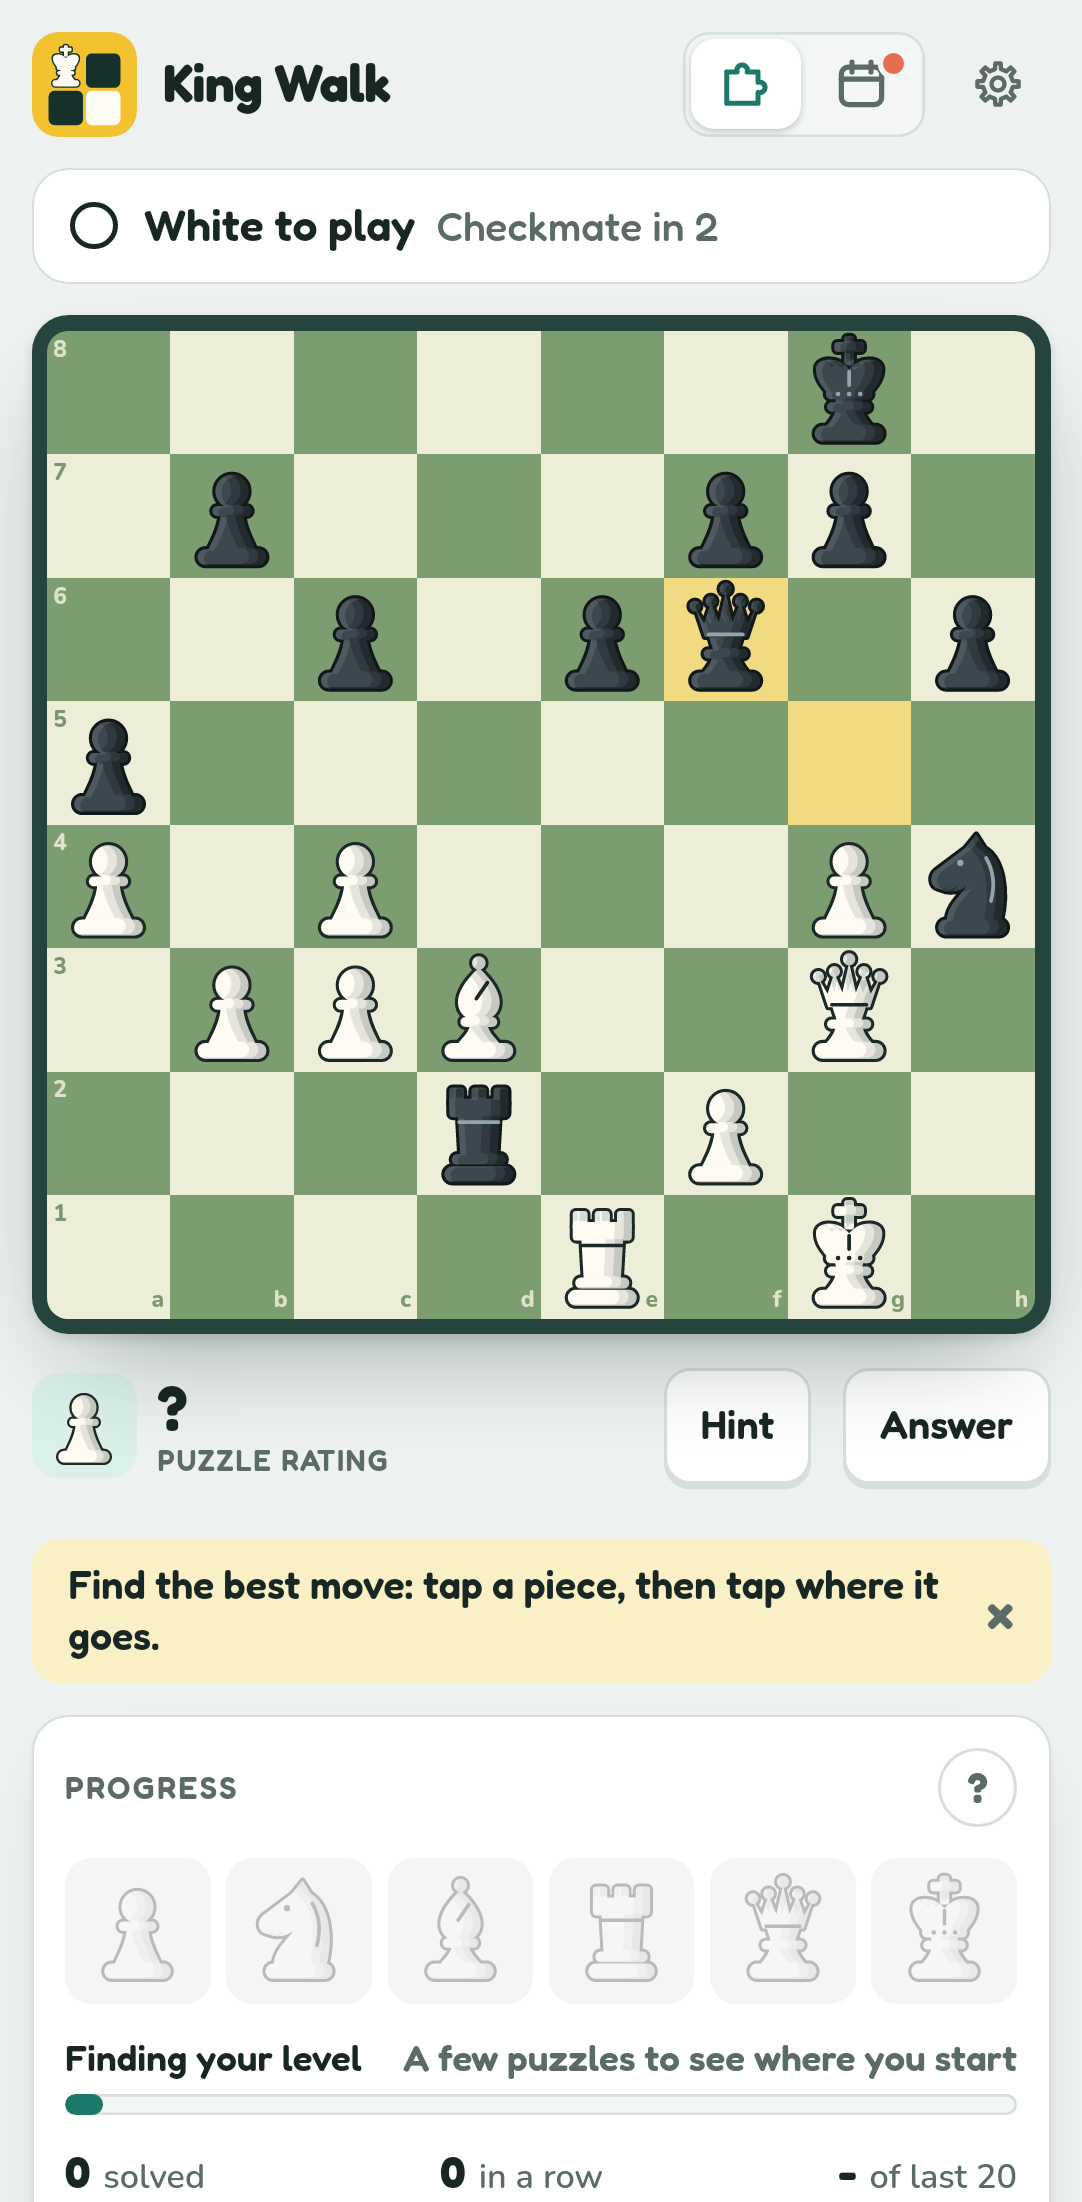 King Walk
White to play Checkmate in 2
8
7
6
5
4
3
2
1
a b c d e f g h
?
PUZZLE RATING
Hint
Answer
Find the best move: tap a piece, then tap where it
goes.
PROGRESS
?
Finding your level A few puzzles to see where you start
0 solved 0 in a row - of last 20